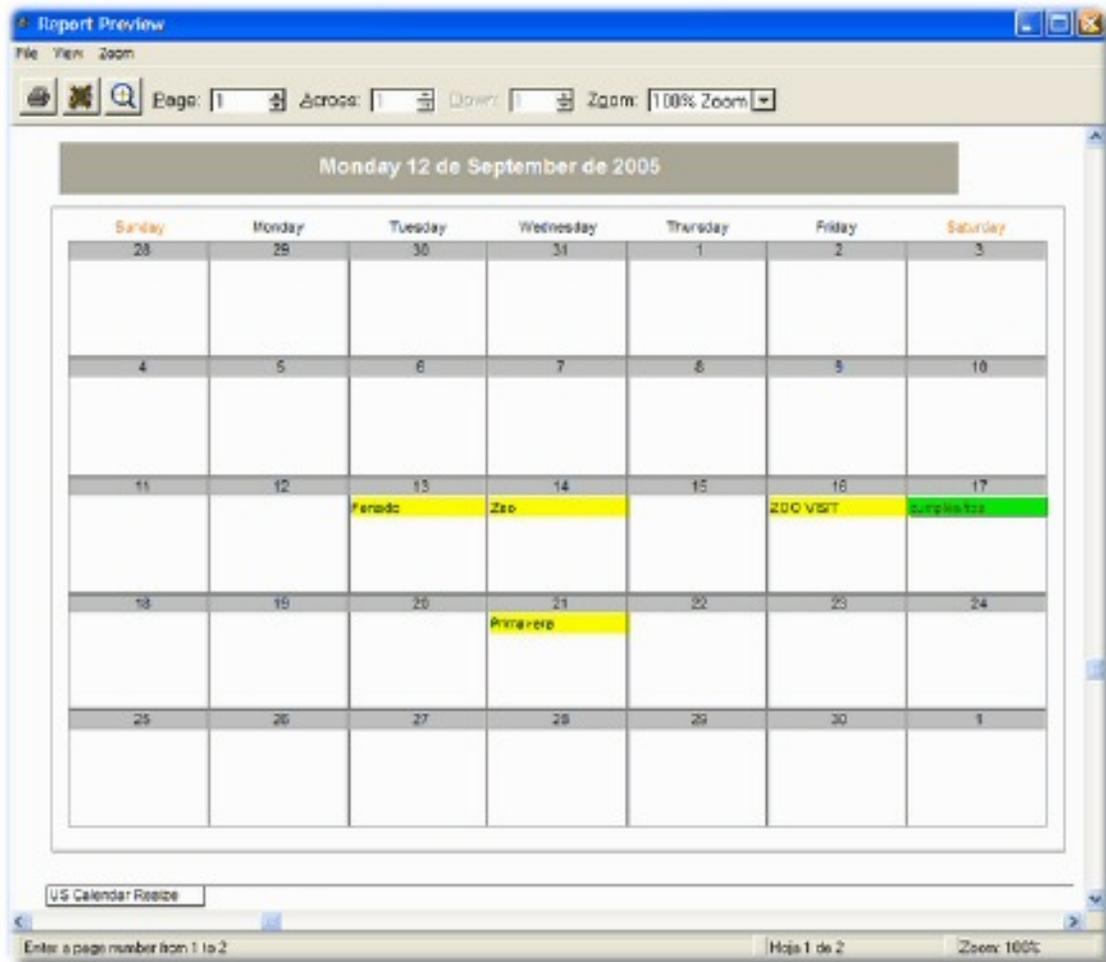 Report Preview
File View Zoom
Page: 1 Across: 1 Down: 1 Zoom: 100% Zoom
Monday 12 de September de 2005
Sunday Monday Tuesday Wednesday Thursday Friday Saturday
28 29 30 31 1 2 3
4 5 6 7 8 9 10
11 12 13 14 15 16 17
Feriado Zoo ZOO VISIT
18 19 20 21 22 23 24
Primavera
25 26 27 28 29 30 1
US Calendar Resize
Enter a page number from 1 to 2 Hoja 1 de 2 Zoom: 100%